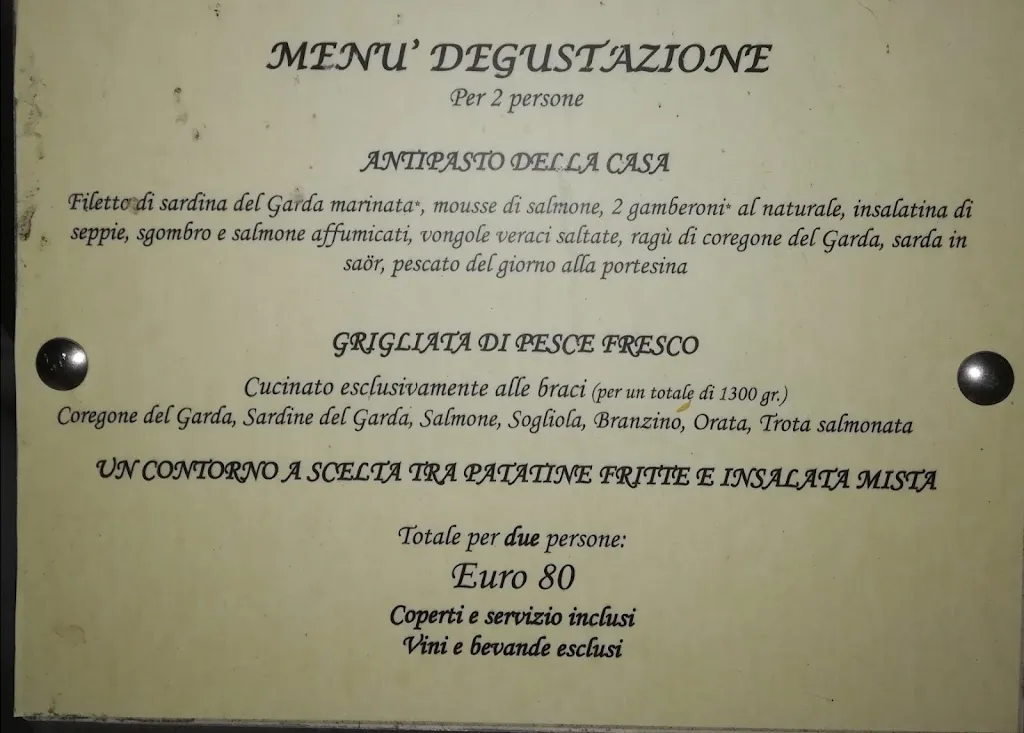 MENU' DEGUSTAZIONE
Per 2 persone
ANTIPASTO DELLA CASA
Filetto di sardina del Garda marinata*, mousse di salmone, 2 gamberoni* al naturale, insalatina di
seppie, sgombro e salmone affumicati, vongole veraci saltate, ragù di coregone del Garda, sarda in
saör, pescato del giorno alla portesina
GRIGLIATA DI PESCE FRESCO
Cucinato esclusivamente alle braci (per un totale di 1300 gr.)
Coregone del Garda, Sardine del Garda, Salmone, Sogliola, Branzino, Orata, Trota salmonata
UN CONTORNO A SCELTA TRA PATATINE FRITTE E INSALATA MISTA
Totale per due persone:
Euro 80
Coperti e servizio inclusi
Vini e bevande esclusi